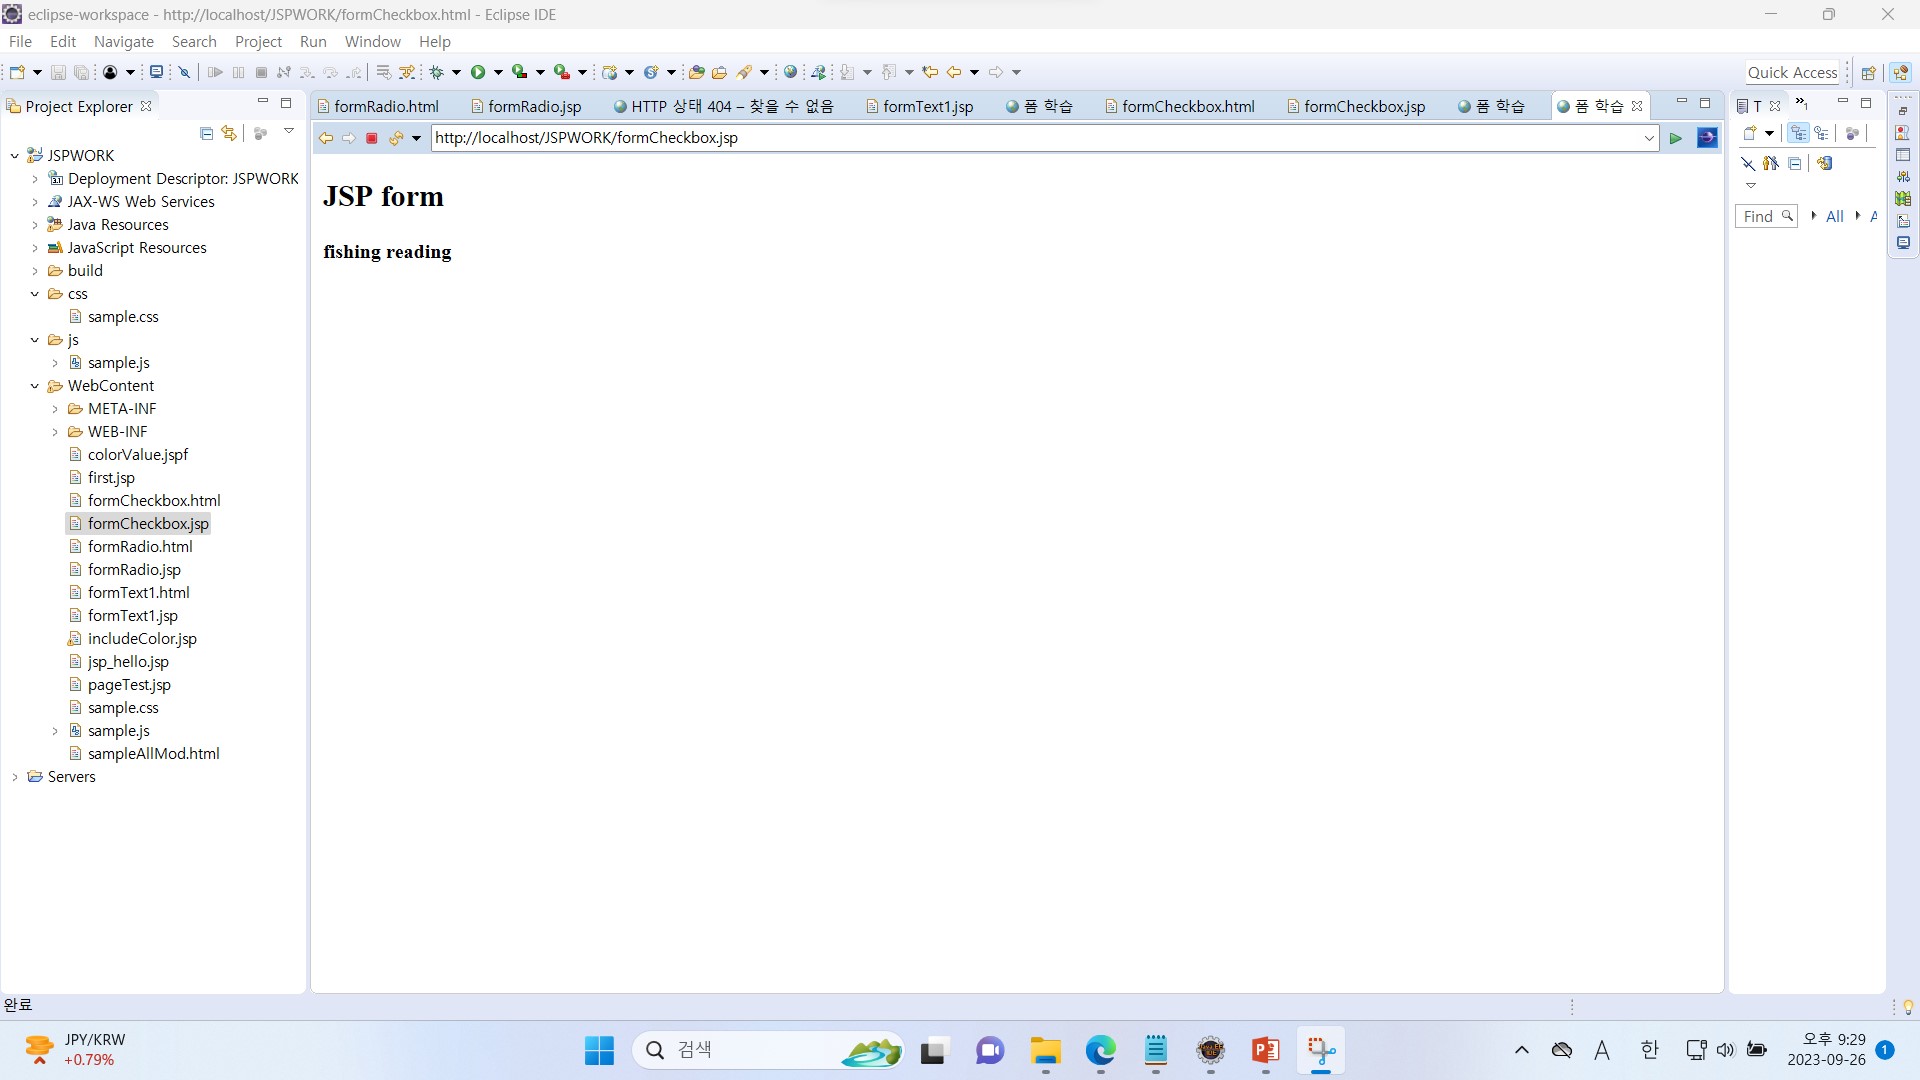 eclipse-workspace - http://localhost/JSPWORK/formCheckbox.html - Eclipse IDE
File Edit Navigate Search Project Run Window Help
Quick Access
Project Explorer
formRadio.html formRadio.jsp HTTP 상태 404 – 찾을 수 없음 formText1.jsp 폼 학습 formCheckbox.html formCheckbox.jsp 폼 학습 폼 학습
T »1
http://localhost/JSPWORK/formCheckbox.jsp
JSPWORK
Deployment Descriptor: JSPWORK
JAX-WS Web Services
Java Resources
JavaScript Resources
build
css
sample.css
js
sample.js
WebContent
META-INF
WEB-INF
colorValue.jspf
first.jsp
formCheckbox.html
formCheckbox.jsp
formRadio.html
formRadio.jsp
formText1.html
formText1.jsp
includeColor.jsp
jsp_hello.jsp
pageTest.jsp
sample.css
sample.js
sampleAllMod.html
Servers
JSP form
fishing reading
Find All A
완료
JPY/KRW
+0.79%
검색
A 한
오후 9:29
2023-09-26
1